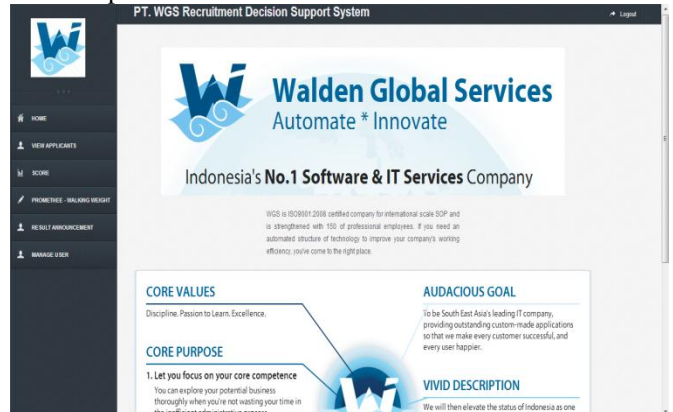 PT. WGS Recruitment Decision Support System
Logout
Wi
HOME
VIEW APPLICANTS
SCORE
PROMETHEE - WALKING WEIGHT
RESULT ANNOUNCEMENT
MANAGE USER
Walden Global Services
Automate * Innovate
Indonesia's No.1 Software & IT Services Company
WGS is ISO9001:2008 certified company for international scale SOP and
is strengthened with 150 of professional employees. If you need an
automated structure of technology to improve your company's working
efficiency, you've come to the right place.
CORE VALUES
Discipline. Passion to Learn. Excellence.
CORE PURPOSE
1. Let you focus on your core competence
You can explore your potential business
thoroughly when you're not wasting your time in
the inefficient administrative process
AUDACIOUS GOAL
To be South East Asia's leading IT company,
providing outstanding custom-made applications
so that we make every customer successful, and
every user happier.
VIVID DESCRIPTION
We will then elevate the status of Indonesia as one